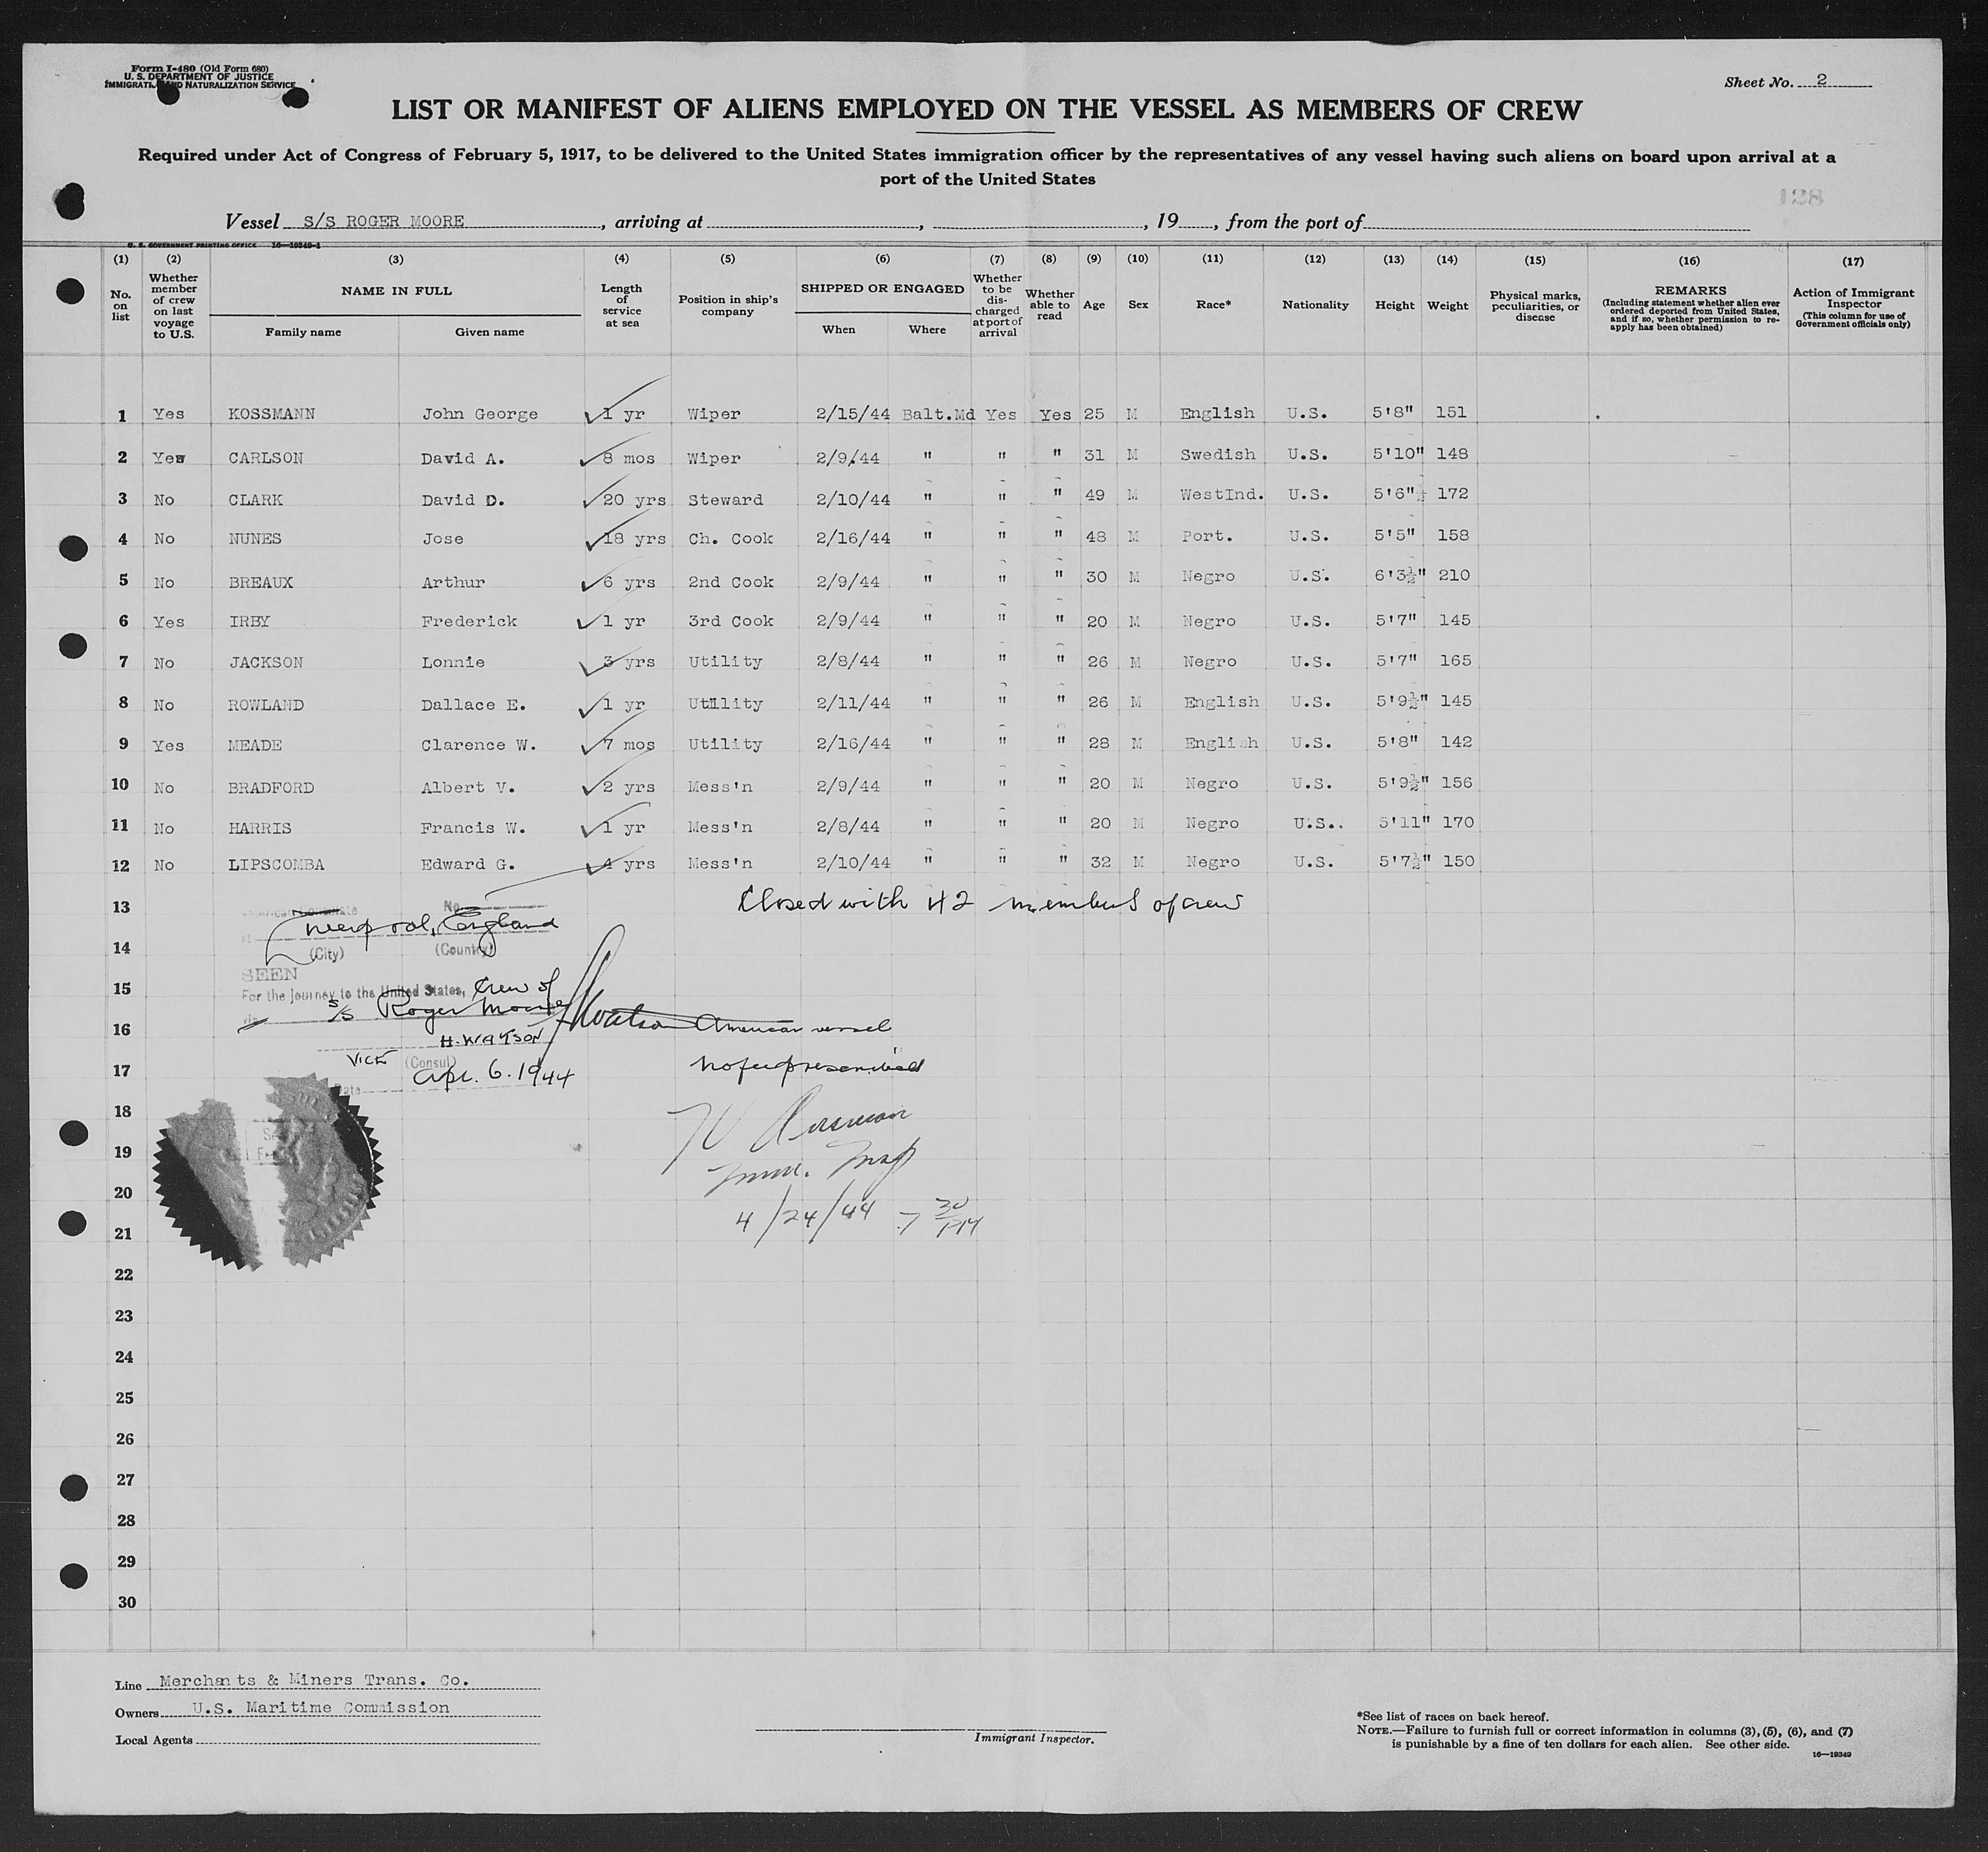 Form I-480 (Old Form 680)
U. S. DEPARTMENT OF JUSTICE
IMMIGRATI  ND NATURALIZATION SERVICE
Sheet No. 2
LIST OR MANIFEST OF ALIENS EMPLOYED ON THE VESSEL AS MEMBERS OF CREW
Required under Act of Congress of February 5, 1917, to be delivered to the United States immigration officer by the representatives of any vessel having such aliens on board upon arrival at a
port of the United States
128
Vessel S/S ROGER MOORE, arriving at , , 19 , from the port of
U. S. GOVERNMENT PRINTING OFFICE 16—19349-1
(1) (2) (3) (4) (5) (6) (7) (8) (9) (10) (11) (12) (13) (14) (15) (16) (17)
No. on list
Whether member of crew on last voyage to U.S.
NAME IN FULL
Family name Given name
Length of service at sea
Position in ship's company
SHIPPED OR ENGAGED
When Where
Whether to be discharged at port of arrival
Whether able to read
Age
Sex
Race*
Nationality
Height
Weight
Physical marks, peculiarities, or disease
REMARKS
(Including statement whether alien ever ordered deported from United States, and if so, whether permission to re-apply has been obtained)
Action of Immigrant Inspector
(This column for use of Government officials only)
1 Yes KOSSMANN John George 1 yr Wiper 2/15/44 Balt.Md Yes Yes 25 M English U.S. 5'8" 151
2 Yes CARLSON David A. 8 mos Wiper 2/9/44 " " " 31 M Swedish U.S. 5'10" 148
3 No CLARK David D. 20 yrs Steward 2/10/44 " " " 49 M WestInd. U.S. 5'6"½ 172
4 No NUNES Jose 18 yrs Ch. Cook 2/16/44 " " " 48 M Port. U.S. 5'5" 158
5 No BREAUX Arthur 6 yrs 2nd Cook 2/9/44 " " " 30 M Negro U.S. 6'3½" 210
6 Yes IRBY Frederick 1 yr 3rd Cook 2/9/44 " " " 20 M Negro U.S. 5'7" 145
7 No JACKSON Lonnie 3 yrs Utility 2/8/44 " " " 26 M Negro U.S. 5'7" 165
8 No ROWLAND Dallace E. 1 yr Utility 2/11/44 " " " 26 M English U.S. 5'9½" 145
9 Yes MEADE Clarence W. 7 mos Utility 2/16/44 " " " 28 M English U.S. 5'8" 142
10 No BRADFORD Albert V. 2 yrs Mess'n 2/9/44 " " " 20 M Negro U.S. 5'9½" 156
11 No HARRIS Francis W. 1 yr Mess'n 2/8/44 " " " 20 M Negro U.S.. 5'11" 170
12 No LIPSCOMBA Edward G. 4 yrs Mess'n 2/10/44 " " " 32 M Negro U.S. 5'7½" 150
13 No. Closed with 42 members of crew
Liverpool, England
14 (City) (Country)
SEEN
15 For the journey to the United States, Crew of
S/S Roger Moore
16 Watson American vessel
H. WATSON
VICE (Consul)
17 No fee prescribed
Date Apr. 6. 1944
18
19 Imm. Insp
20
4/24/44 7 30 PM
21
22
23
24
25
26
27
28
29
30
Line Merchants & Miners Trans. Co.
Owners U.S. Maritime Commission
Local Agents
Immigrant Inspector.
*See list of races on back hereof.
NOTE.—Failure to furnish full or correct information in columns (3), (5), (6), and (7)
is punishable by a fine of ten dollars for each alien. See other side.
16—19349